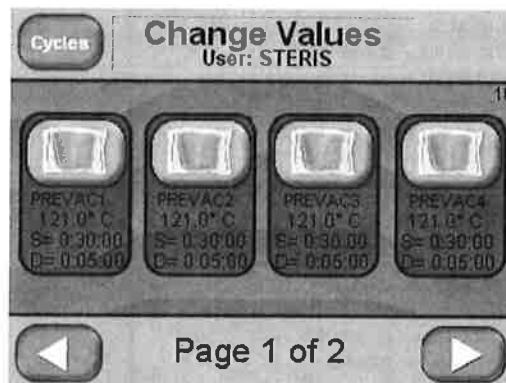 Cycles
Change Values
User: STERIS
PREVAC1 PREVAC2 PREVAC3 PREVAC4
121.0° C 121.0° C 121.0° C 121.0° C
S= 0:30:00 S= 0:30:00 S= 0:30:00 S= 0:30:00
D= 0:05:00 D= 0:05:00 D= 0:05:00 D= 0:05:00
Page 1 of 2